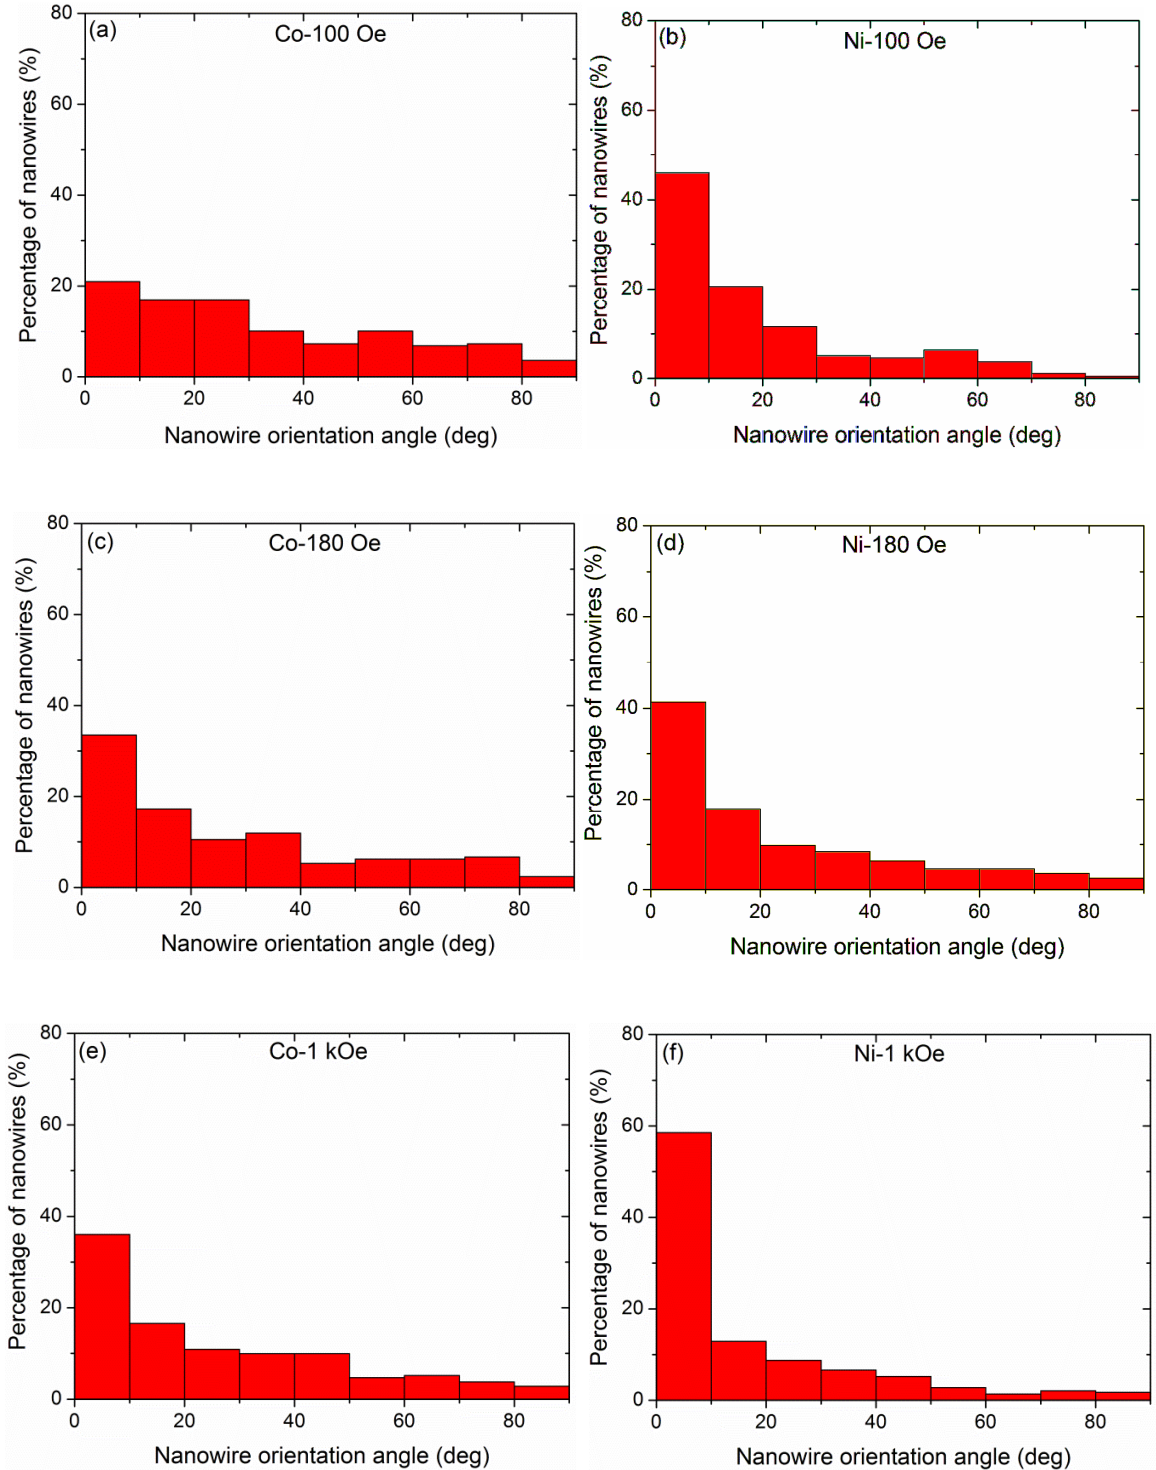 (a)
Co-100 Oe
Percentage of nanowires (%)
80
60
40
20
0
0 20 40 60 80
Nanowire orientation angle (deg)
(b)
Ni-100 Oe
Percentage of nanowires (%)
80
60
40
20
0
0 20 40 60 80
Nanowire orientation angle (deg)
(c)
Co-180 Oe
Percentage of nanowires (%)
80
60
40
20
0
0 20 40 60 80
Nanowire orientation angle (deg)
(d)
Ni-180 Oe
Percentage of nanowires (%)
80
60
40
20
0
0 20 40 60 80
Nanowire orientation angle (deg)
(e)
Co-1 kOe
Percentage of nanowires (%)
80
60
40
20
0
0 20 40 60 80
Nanowire orientation angle (deg)
(f)
Ni-1 kOe
Percentage of nanowires (%)
80
60
40
20
0
0 20 40 60 80
Nanowire orientation angle (deg)